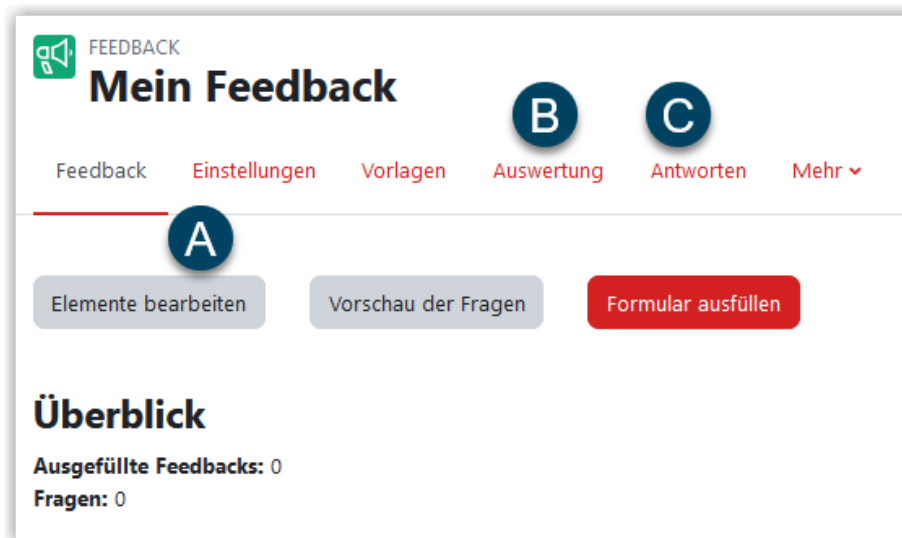 FEEDBACK
Mein Feedback
B C
Feedback Einstellungen Vorlagen Auswertung Antworten Mehr
A
Elemente bearbeiten Vorschau der Fragen Formular ausfüllen
Überblick
Ausgefüllte Feedbacks: 0
Fragen: 0